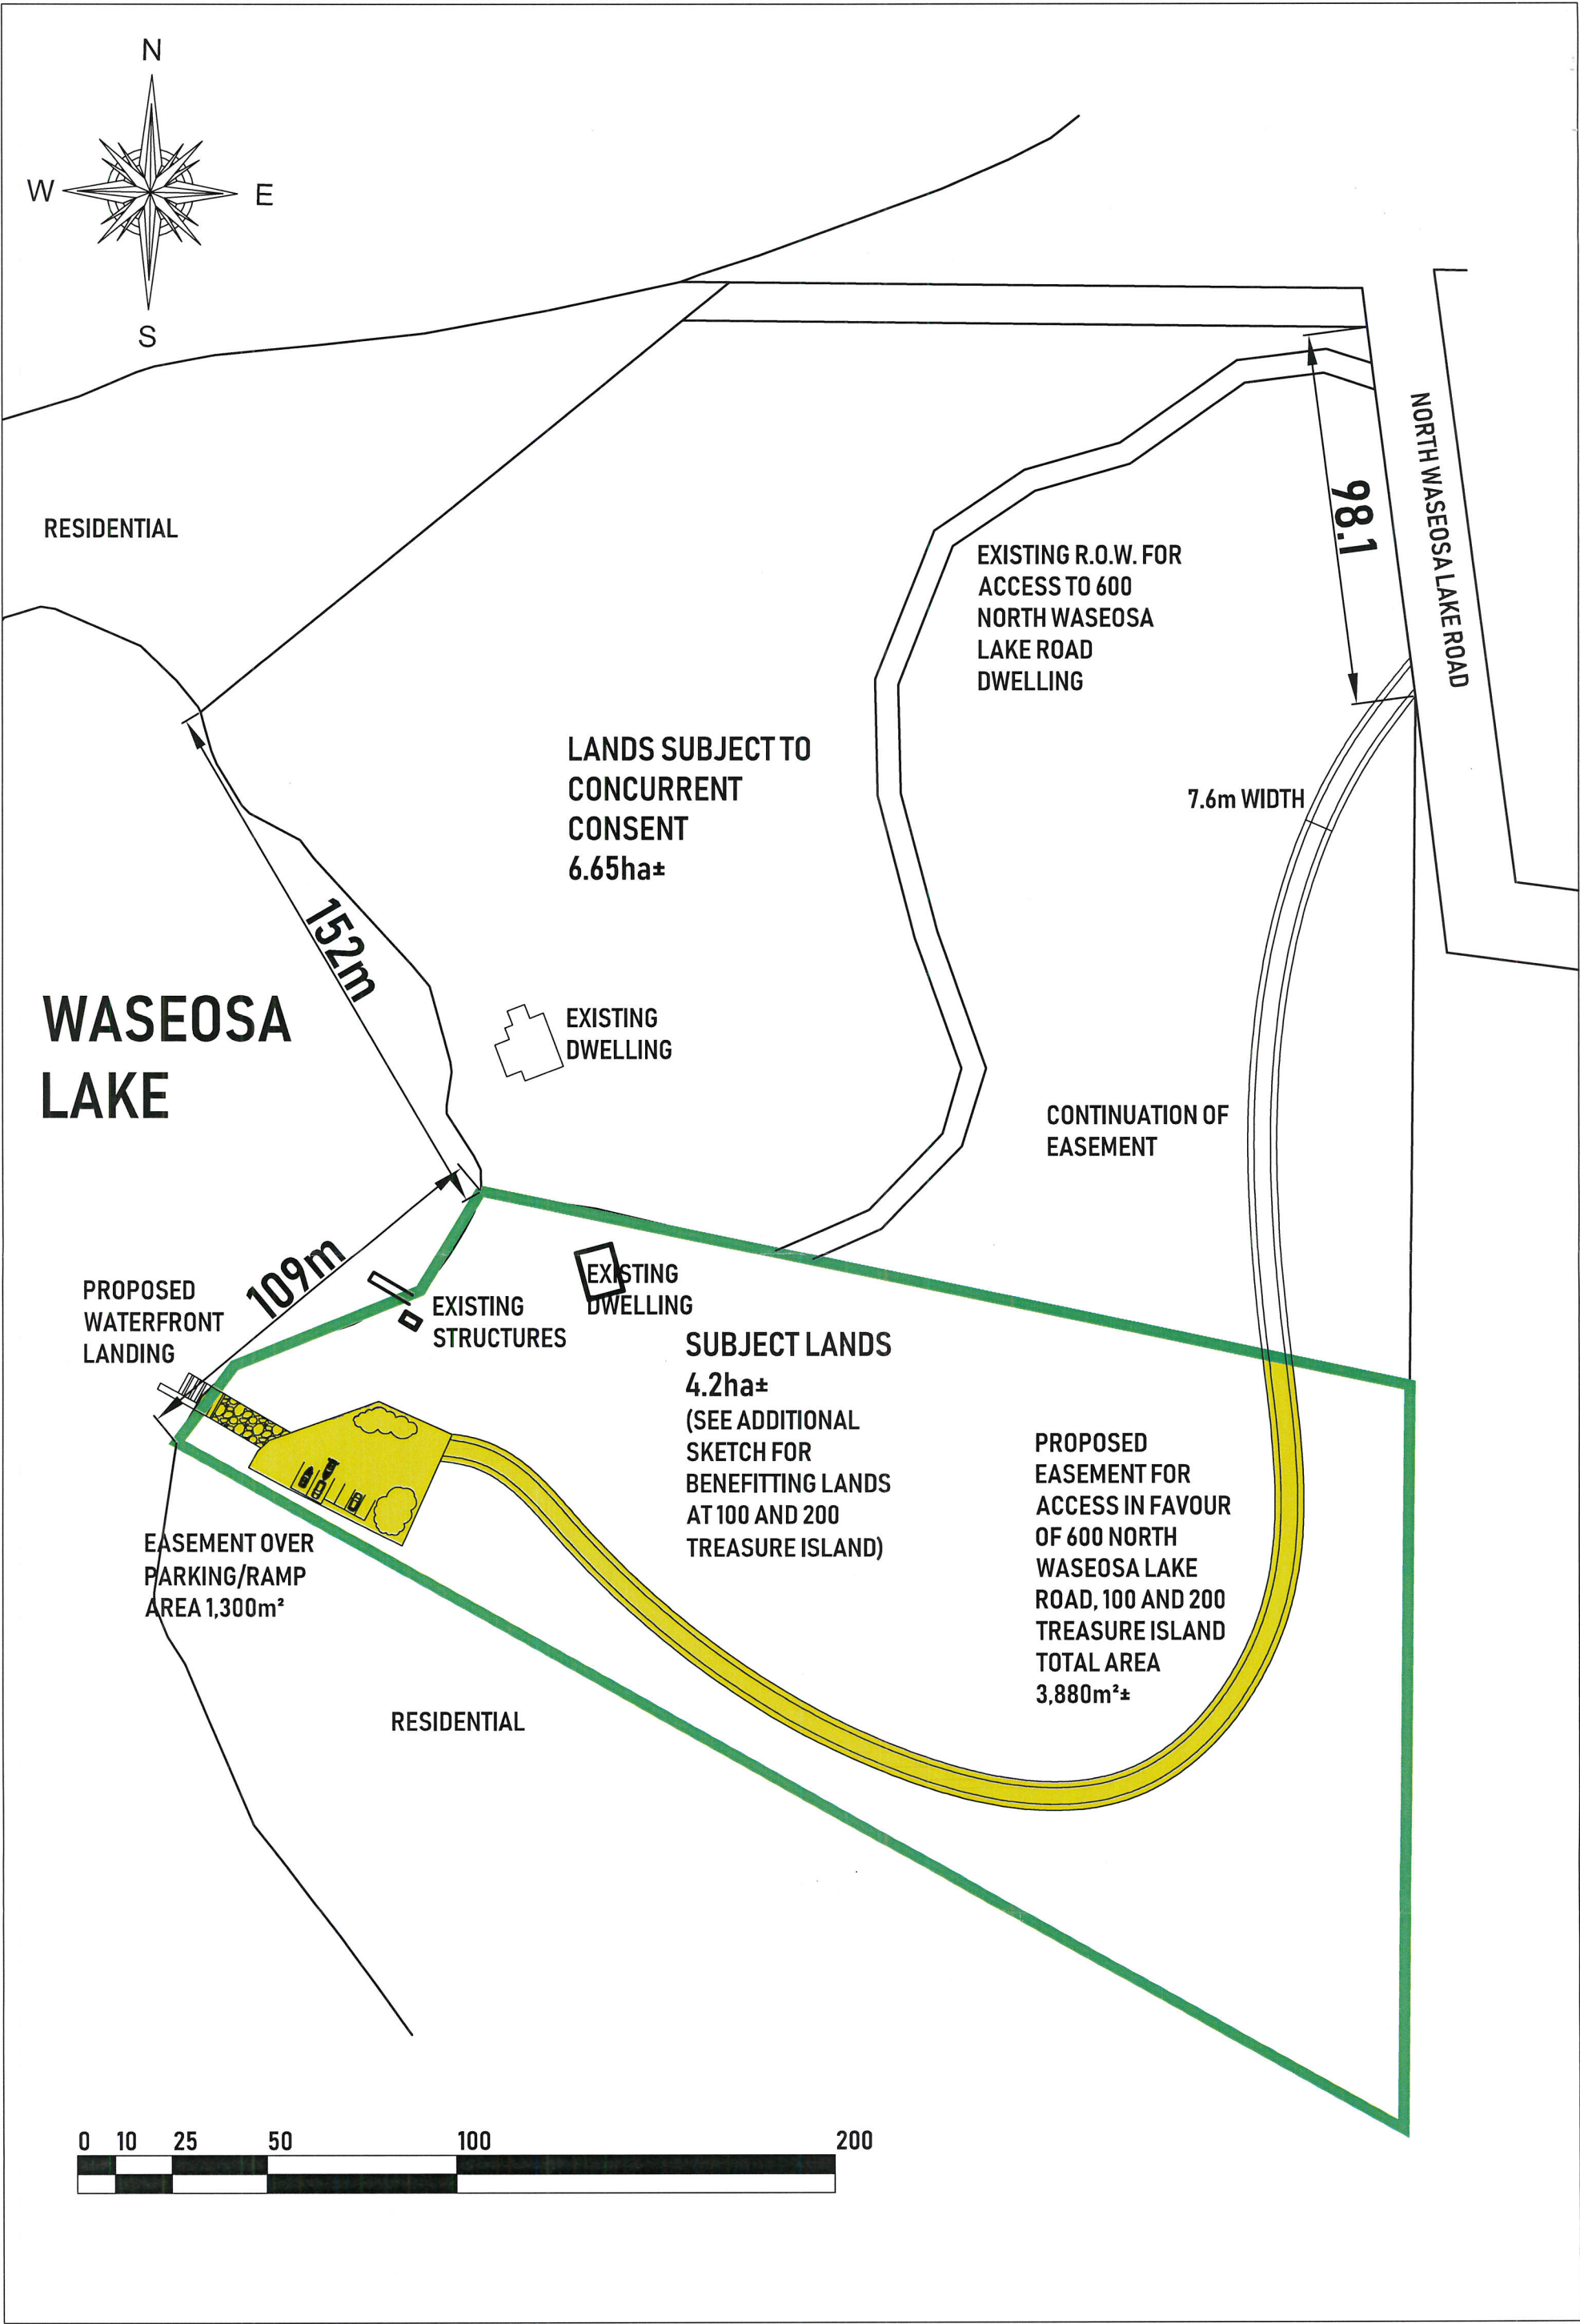 N
W
E
S
RESIDENTIAL
NORTH WASEOSA LAKE ROAD
98.1
EXISTING R.O.W. FOR
ACCESS TO 600
NORTH WASEOSA
LAKE ROAD
DWELLING
LANDS SUBJECT TO
CONCURRENT
CONSENT
6.65ha±
7.6m WIDTH
152m
WASEOSA
LAKE
EXISTING
DWELLING
CONTINUATION OF
EASEMENT
109m
PROPOSED
WATERFRONT
LANDING
EXISTING
STRUCTURES
EXISTING
DWELLING
SUBJECT LANDS
4.2ha±
(SEE ADDITIONAL
SKETCH FOR
BENEFITTING LANDS
AT 100 AND 200
TREASURE ISLAND)
PROPOSED
EASEMENT FOR
ACCESS IN FAVOUR
OF 600 NORTH
WASEOSA LAKE
ROAD, 100 AND 200
TREASURE ISLAND
TOTAL AREA
3,880m²±
EASEMENT OVER
PARKING/RAMP
AREA 1,300m²
RESIDENTIAL
0 10 25 50 100 200